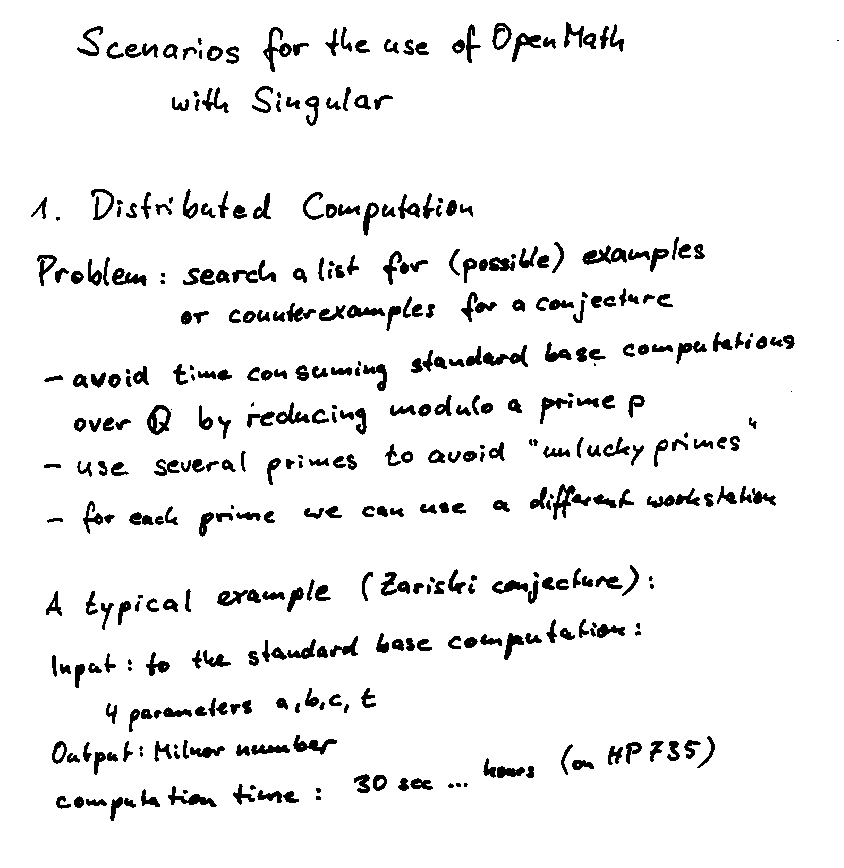 Scenarios for the use of OpenMath
with Singular
1. Distributed Computation
Problem: search a list for (possible) examples
or counterexamples for a conjecture
- avoid time consuming standard base computations
over Q by reducing modulo a prime p
- use several primes to avoid "unlucky primes"
- for each prime we can use a different workstation
A typical example (Zariski conjecture):
Input: to the standard base computation:
4 parameters a, b, c, t
Output: Milnor number
computation time: 30 sec ... hours (on HP 735)